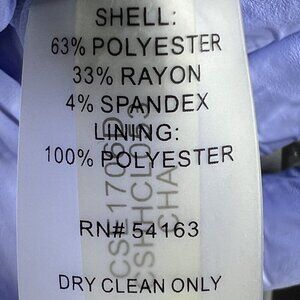 SHELL:
63% POLYESTER
33% RAYON
4% SPANDEX
LINING:
100% POLYESTER
RN# 54163
DRY CLEAN ONLY